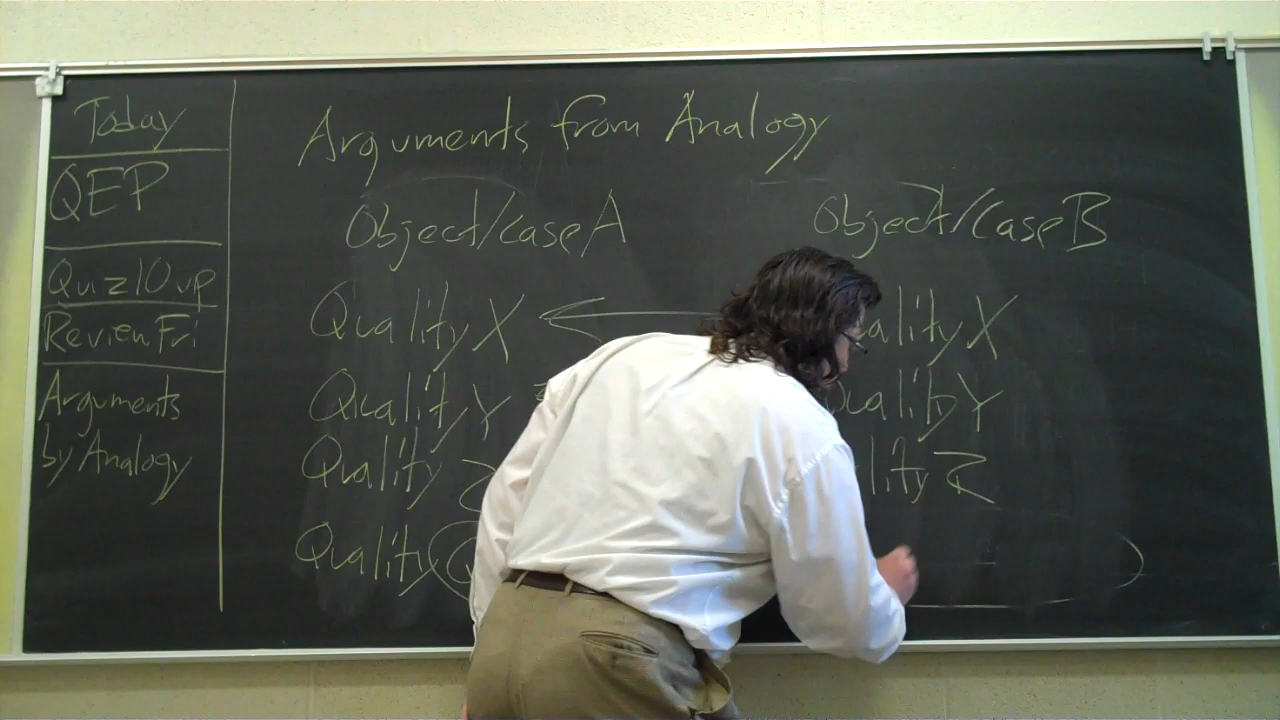 Today
QEP
Quiz 10 up
Review Fri
Arguments
by Analogy
Arguments from Analogy
Object/case A
Object/Case B
Quality X
Quality X
Quality Y
Quality Y
Quality Z
Z
Quality